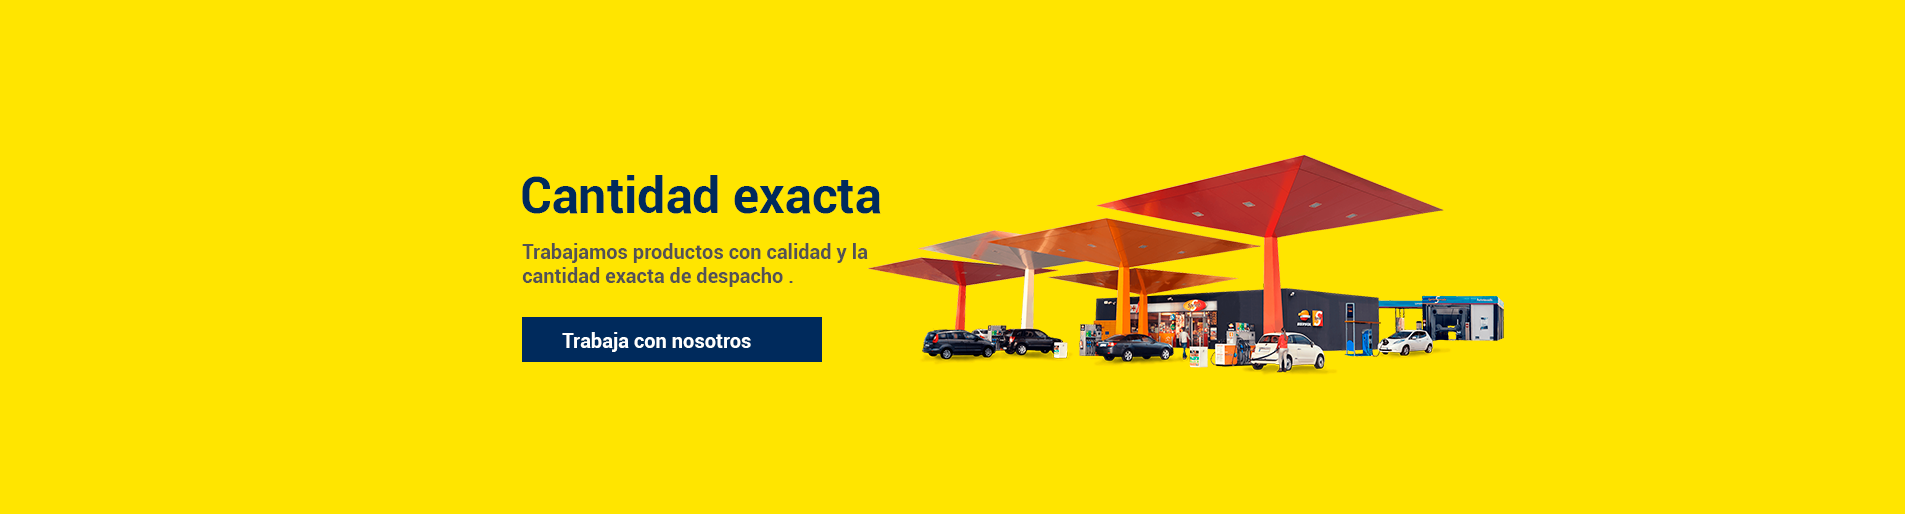 Cantidad exacta
Trabajamos productos con calidad y la
cantidad exacta de despacho .
Trabaja con nosotros